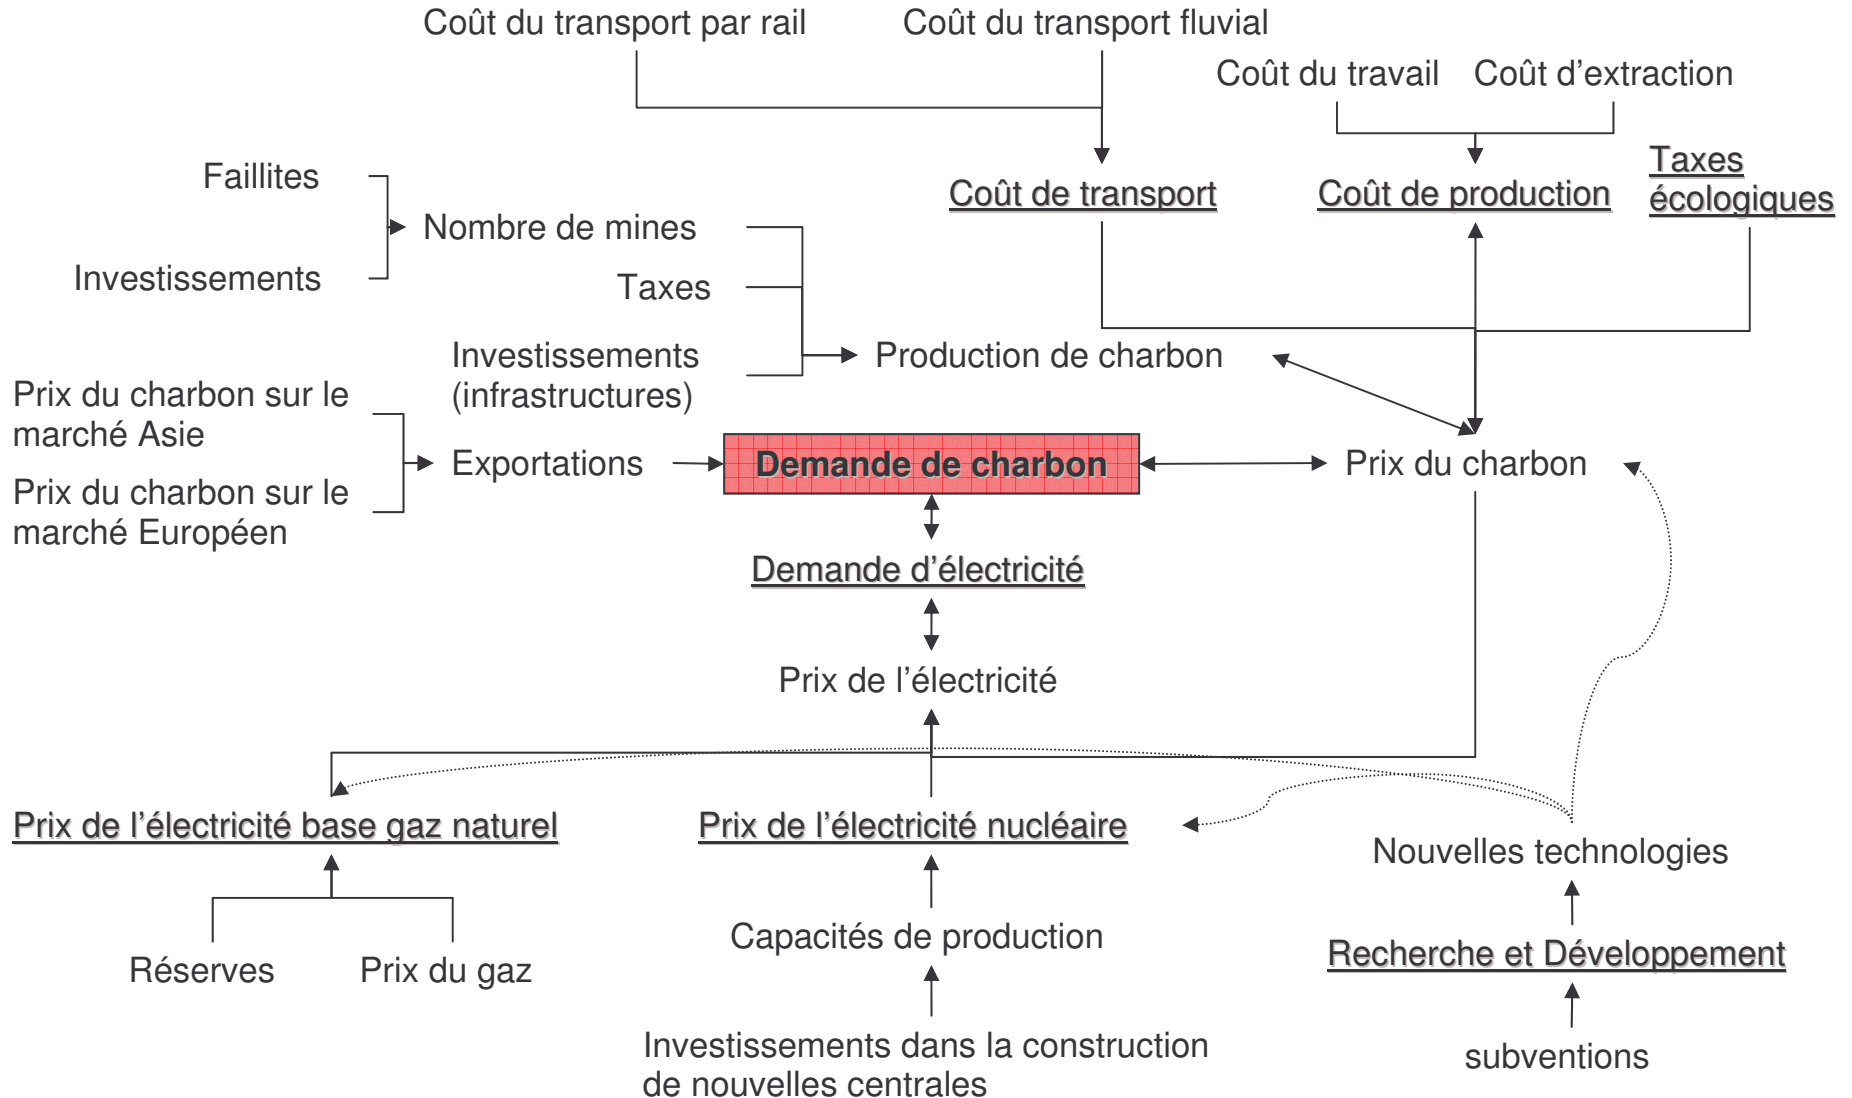 Coût du transport par rail
Coût du transport fluvial
Coût du travail
Coût d’extraction
Taxes
écologiques
Faillites
Coût de transport
Coût de production
Nombre de mines
Investissements
Taxes
Investissements
(infrastructures)
Production de charbon
Prix du charbon sur le
marché Asie
Exportations
Demande de charbon
Prix du charbon
Prix du charbon sur le
marché Européen
Demande d’électricité
Prix de l’électricité
Prix de l’électricité base gaz naturel
Prix de l’électricité nucléaire
Nouvelles technologies
Capacités de production
Recherche et Développement
Réserves
Prix du gaz
Investissements dans la construction
de nouvelles centrales
subventions